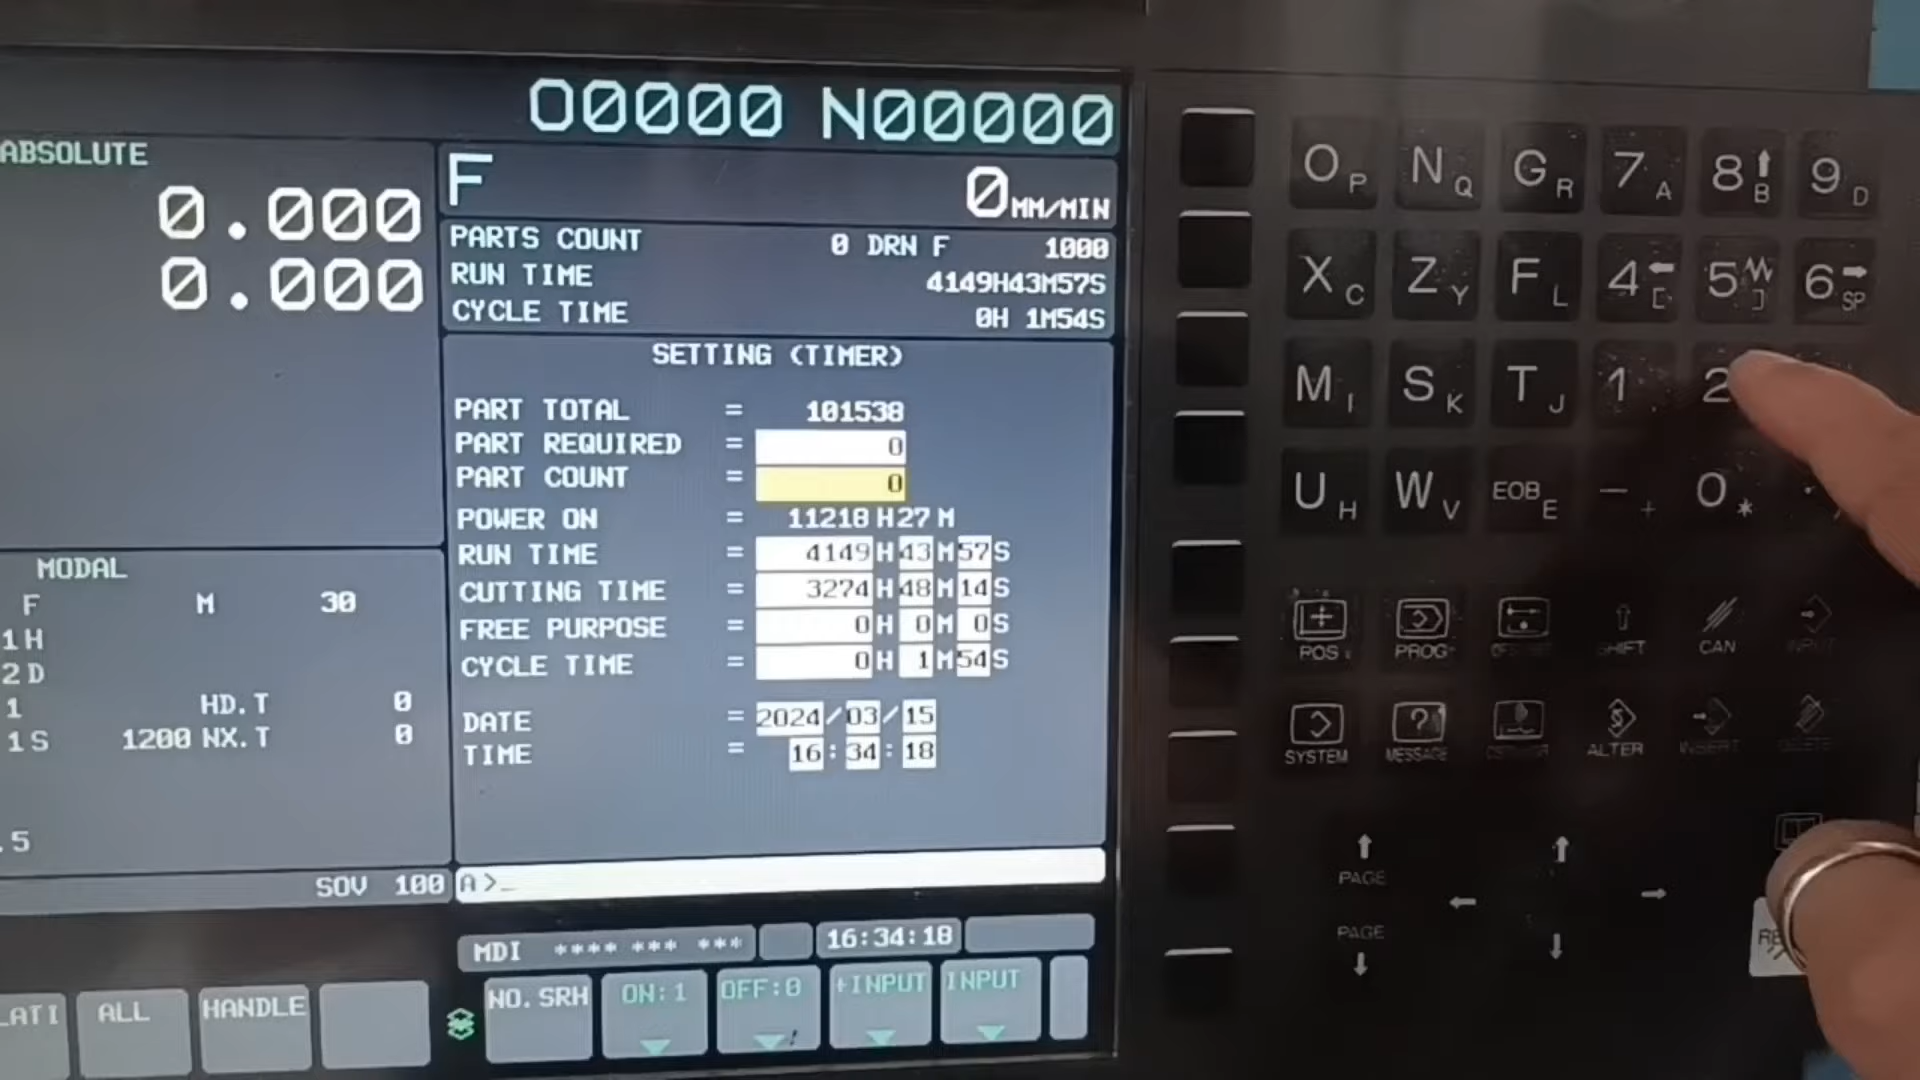 O0000 N00000
ABSOLUTE
0.000
0.000
F 0 MM/MIN
PARTS COUNT 0 DRN F 1000
RUN TIME 4149H43M57S
CYCLE TIME 0H 1M54S
SETTING (TIMER)
PART TOTAL = 101538
PART REQUIRED = 0
PART COUNT = 0
POWER ON = 11218 H 27 M
RUN TIME = 4149 H 43 M 57 S
CUTTING TIME = 3274 H 48 M 14 S
FREE PURPOSE = 0 H 0 M 0 S
CYCLE TIME = 0 H 1 M 54 S
DATE = 2024/03/15
TIME = 16:34:18
MODAL
F M 30
1 H
2 D
1 HD.T 0
1 S 1200 NX.T 0
.5
SOV 100
A>_
MDI **** *** *** 16:34:18
LATI ALL HANDLE NO.SRH ON:1 OFF:0 +INPUT INPUT
O P N Q G R 7 A 8 B 9 D
X C Z Y F L 4 [ 5 ] 6 SP
M I S K T J 1 2
U H W V EOB E - + 0 *
POS PROG SHIFT CAN INPUT
SYSTEM MESSAGE ALTER INSERT DELETE
PAGE
PAGE
RE